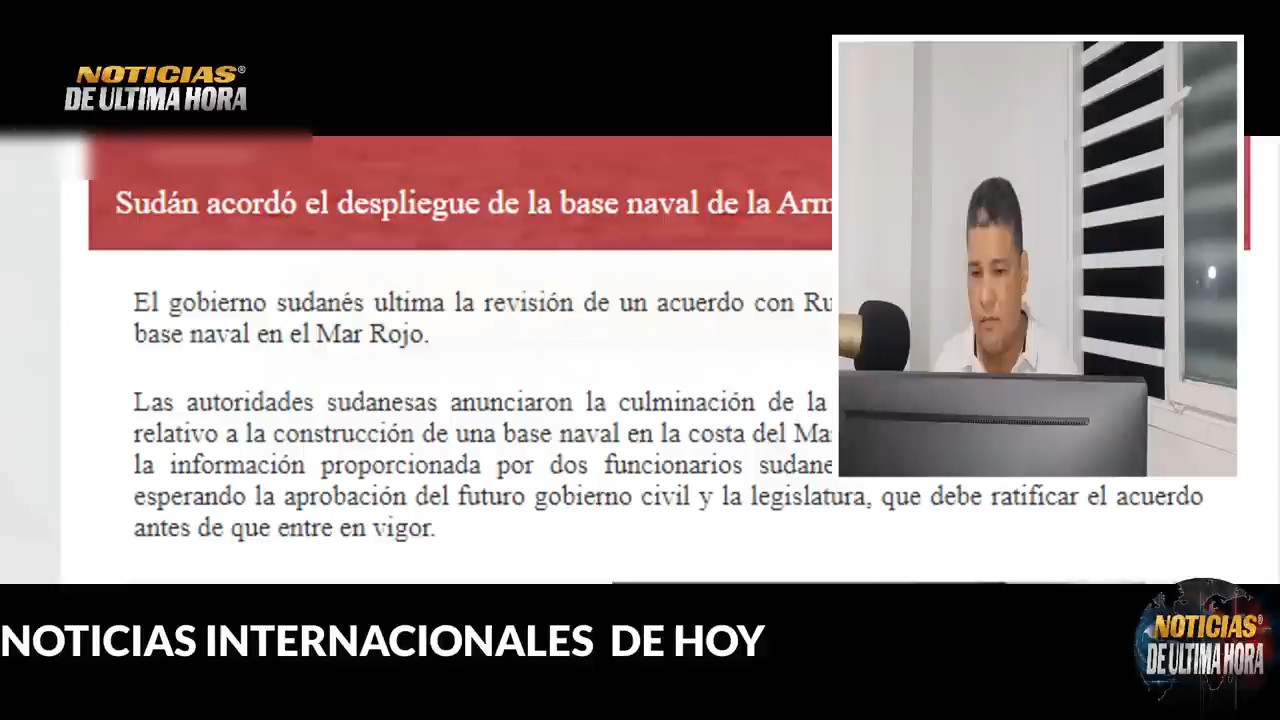 NOTICIAS®
DE ULTIMA HORA
Sudán acordó el despliegue de la base naval de la Arm
El gobierno sudanés ultima la revisión de un acuerdo con Ru
base naval en el Mar Rojo.
Las autoridades sudanesas anunciaron la culminación de la
relativo a la construcción de una base naval en la costa del Ma
la información proporcionada por dos funcionarios sudane
esperando la aprobación del futuro gobierno civil y la legislatura, que debe ratificar el acuerdo
antes de que entre en vigor.
NOTICIAS INTERNACIONALES DE HOY
NOTICIAS®
DE ULTIMA HORA